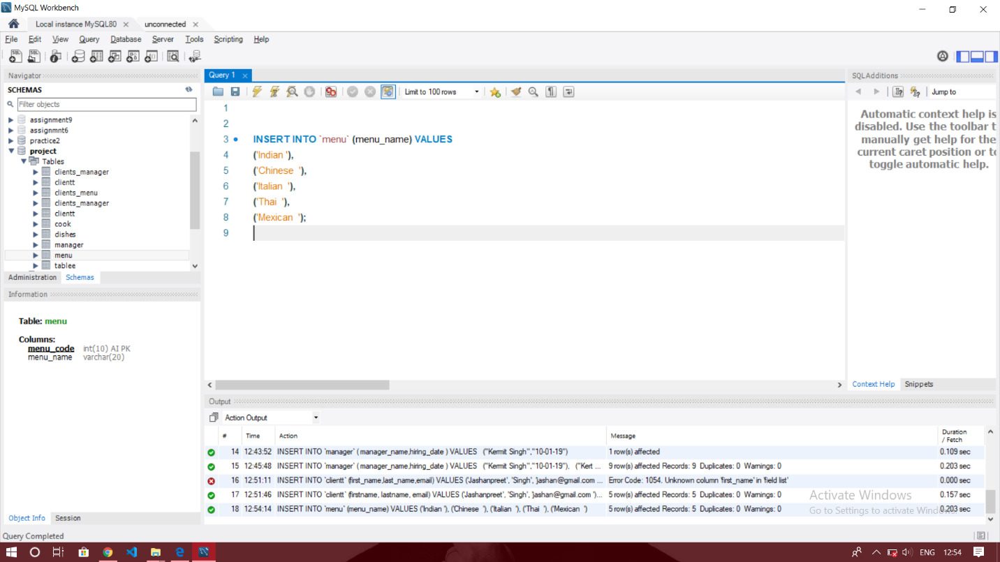 MySQL Workbench
Local instance MySQL80
unconnected
File Edit View Query Database Server Tools Scripting Help
Navigator
SCHEMAS
Filter objects
assignment9
assignmnt6
practice2
project
Tables
clients_manager
clientt
clients_menu
clients_manager
clientt
cook
dishes
manager
menu
tablee
Administration Schemas
Information
Table: menu
Columns:
menu_code int(10) AI PK
menu_name varchar(20)
Object Info Session
Query Completed
Query 1
Limit to 100 rows
1
2
3 INSERT INTO `menu` (menu_name) VALUES
4 ('Indian '),
5 ('Chinese  '),
6 ('Italian  '),
7 ('Thai  '),
8 ('Mexican  ');
9
SQLAdditions
Jump to
Automatic context help is
disabled. Use the toolbar t
manually get help for the
current caret position or to
toggle automatic help.
Context Help Snippets
Output
Action Output
# Time Action Message Duration / Fetch
14 12:43:52 INSERT INTO `manager` ( manager_name,hiring_date ) VALUES ("Kermit Singh","10-01-19") 1 row(s) affected 0.109 sec
15 12:45:48 INSERT INTO `manager` ( manager_name,hiring_date ) VALUES ("Kermit Singh","10-01-19"), ("Kert ... 9 row(s) affected Records: 9 Duplicates: 0 Warnings: 0 0.203 sec
16 12:51:11 INSERT INTO `clientt` (first_name,last_name,email) VALUES ('Jashanpreet', 'Singh', 'jashan@gmail.com ... Error Code: 1054. Unknown column 'first_name' in 'field list' 0.000 sec
17 12:51:46 INSERT INTO `clientt` (firstname, lastname, email) VALUES ('Jashanpreet', 'Singh', 'jashan@gmail.com ')... 5 row(s) affected Records: 5 Duplicates: 0 Warnings: 0 0.157 sec
18 12:54:14 INSERT INTO `menu` (menu_name) VALUES ('Indian '), ('Chinese  '), ('Italian  '), ('Thai  '), ('Mexican  ') 5 row(s) affected Records: 5 Duplicates: 0 Warnings: 0 0.203 sec
Activate Windows
Go to Settings to activate Windows.
ENG 12:54